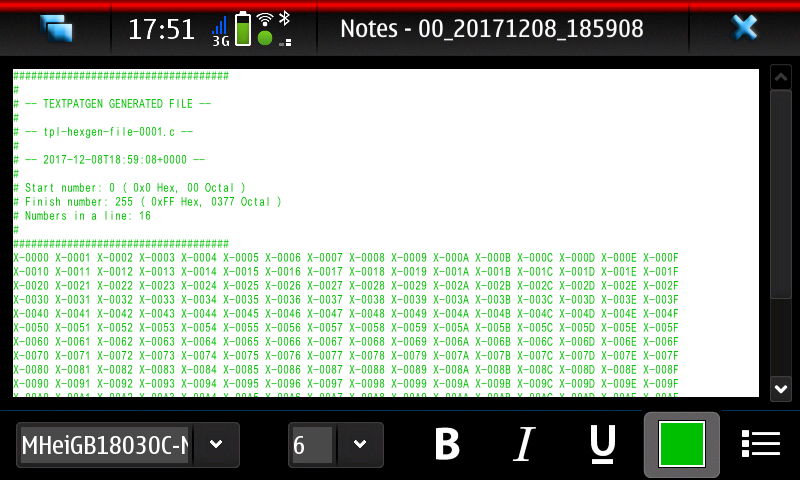 17:51 3G Notes - 00_20171208_185908
####################################
#
# -- TEXTPATGEN GENERATED FILE --
#
# -- tpl-hexgen-file-0001.c --
#
# -- 2017-12-08T18:59:08+0000 --
#
# Start number: 0 ( 0x0 Hex, 00 Octal )
# Finish number: 255 ( 0xFF Hex, 0377 Octal )
# Numbers in a line: 16
#
####################################
X-0000 X-0001 X-0002 X-0003 X-0004 X-0005 X-0006 X-0007 X-0008 X-0009 X-000A X-000B X-000C X-000D X-000E X-000F
X-0010 X-0011 X-0012 X-0013 X-0014 X-0015 X-0016 X-0017 X-0018 X-0019 X-001A X-001B X-001C X-001D X-001E X-001F
X-0020 X-0021 X-0022 X-0023 X-0024 X-0025 X-0026 X-0027 X-0028 X-0029 X-002A X-002B X-002C X-002D X-002E X-002F
X-0030 X-0031 X-0032 X-0033 X-0034 X-0035 X-0036 X-0037 X-0038 X-0039 X-003A X-003B X-003C X-003D X-003E X-003F
X-0040 X-0041 X-0042 X-0043 X-0044 X-0045 X-0046 X-0047 X-0048 X-0049 X-004A X-004B X-004C X-004D X-004E X-004F
X-0050 X-0051 X-0052 X-0053 X-0054 X-0055 X-0056 X-0057 X-0058 X-0059 X-005A X-005B X-005C X-005D X-005E X-005F
X-0060 X-0061 X-0062 X-0063 X-0064 X-0065 X-0066 X-0067 X-0068 X-0069 X-006A X-006B X-006C X-006D X-006E X-006F
X-0070 X-0071 X-0072 X-0073 X-0074 X-0075 X-0076 X-0077 X-0078 X-0079 X-007A X-007B X-007C X-007D X-007E X-007F
X-0080 X-0081 X-0082 X-0083 X-0084 X-0085 X-0086 X-0087 X-0088 X-0089 X-008A X-008B X-008C X-008D X-008E X-008F
X-0090 X-0091 X-0092 X-0093 X-0094 X-0095 X-0096 X-0097 X-0098 X-0099 X-009A X-009B X-009C X-009D X-009E X-009F
MHeiGB18030C-M 6 B I U